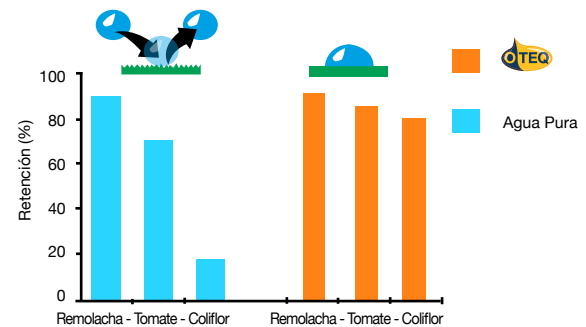 OTEQ
Agua Pura
Retención (%)
100
80
60
40
20
0
Remolacha - Tomate - Coliflor
Remolacha - Tomate - Coliflor